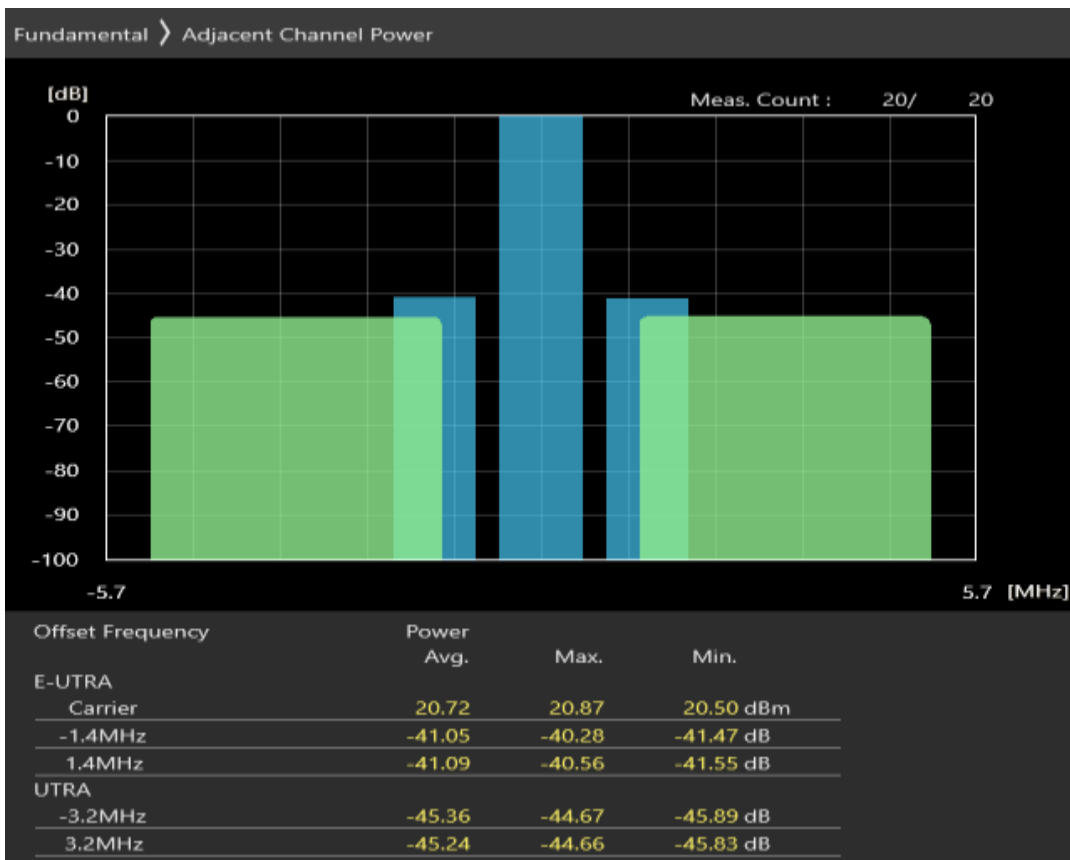 Fundamental 〉 Adjacent Channel Power
[dB]
Meas. Count : 20/ 20
0
-10
-20
-30
-40
-50
-60
-70
-80
-90
-100
-5.7 5.7 [MHz]
Offset Frequency Power
Avg. Max. Min.
E-UTRA
Carrier 20.72 20.87 20.50 dBm
-1.4MHz -41.05 -40.28 -41.47 dB
1.4MHz -41.09 -40.56 -41.55 dB
UTRA
-3.2MHz -45.36 -44.67 -45.89 dB
3.2MHz -45.24 -44.66 -45.83 dB